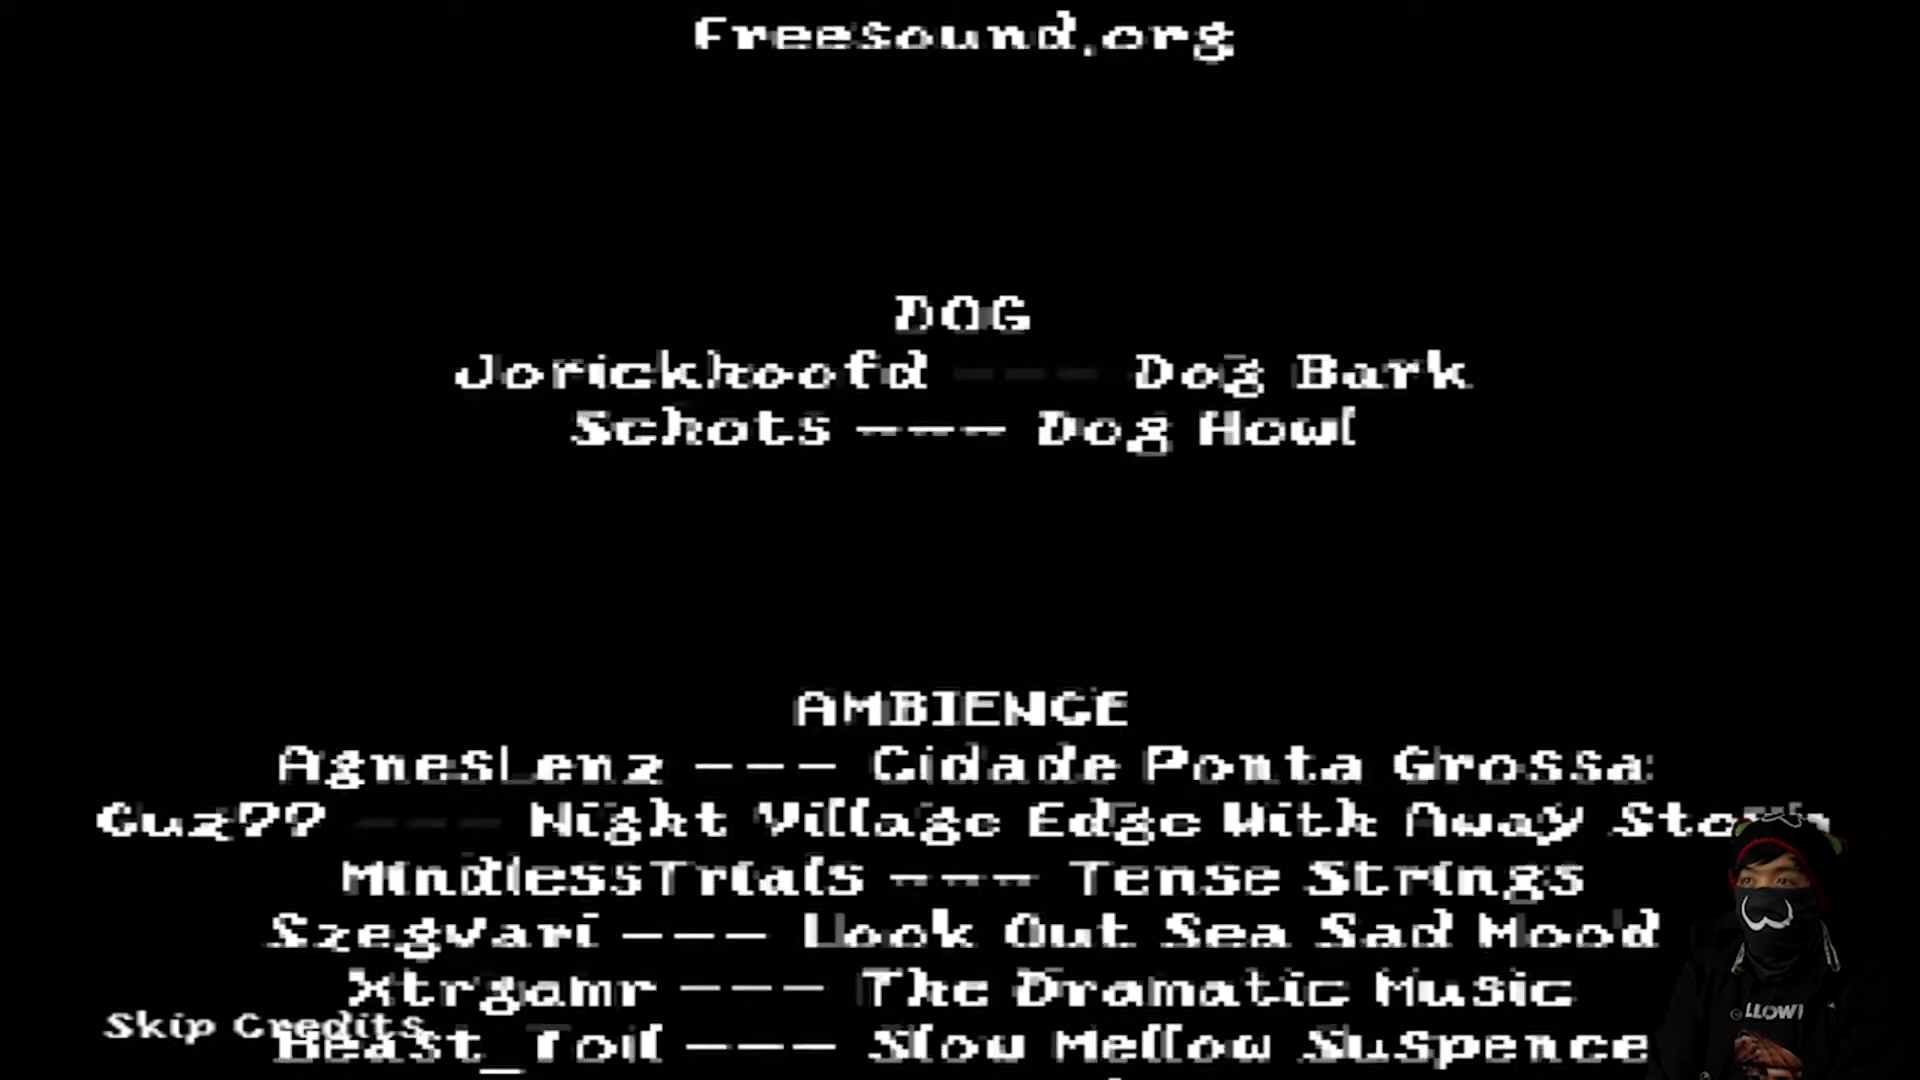 Freesound.org
DOG
Jorickhoofd --- Dog Bark
Schots --- Dog Howl
AMBIENCE
AgnesLenz --- Cidade Ponta Grossa
Guz99 --- Night Village Edge With Away
MindlessTrials --- Tense Strings
Szegvari --- Look Out Sea Sad Mood
Xtrgamr --- The Dramatic Music
Skip Credits
Beast_Toil --- Slow Mellow Suspence